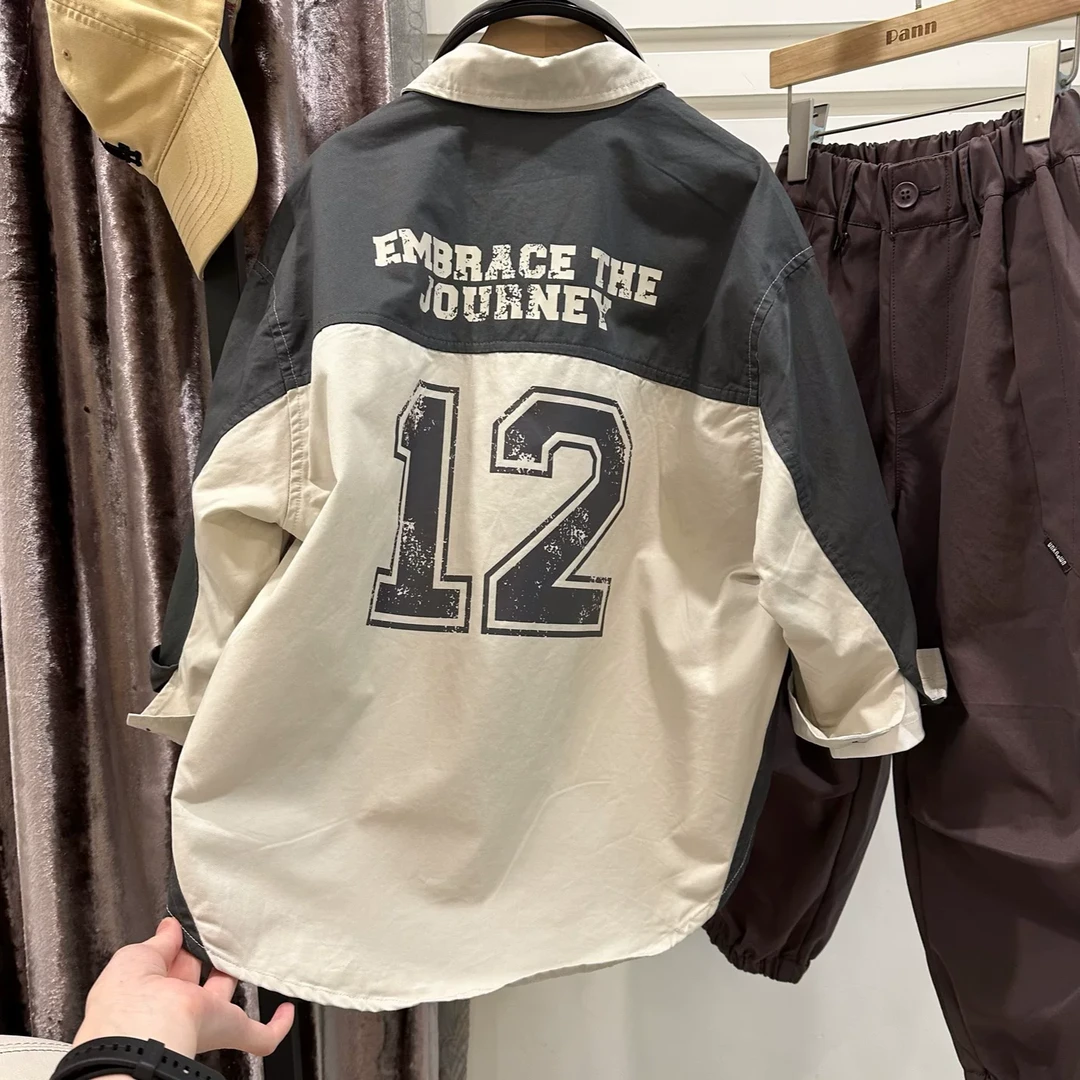 Pann
EMBRACE THE
JOURNEY
12